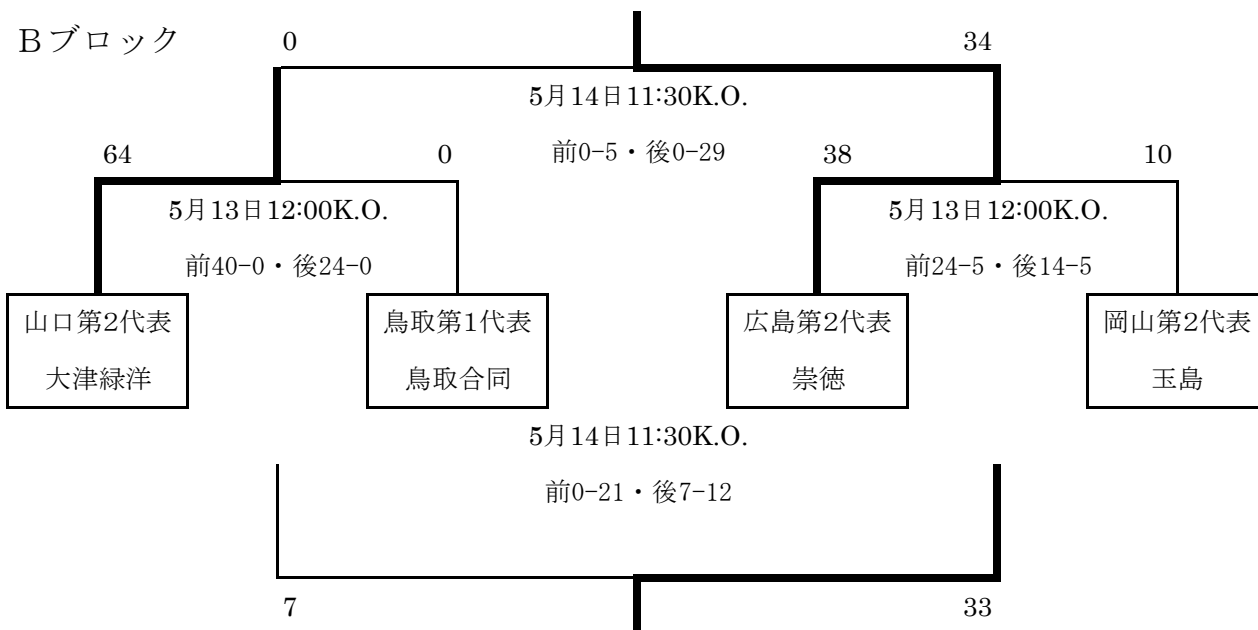 Bブロック
0
34
5月14日11:30K.O.
前0-5・後0-29
64
0
38
10
5月13日12:00K.O.
5月13日12:00K.O.
前40-0・後24-0
前24-5・後14-5
山口第2代表
鳥取第1代表
広島第2代表
岡山第2代表
大津緑洋
鳥取合同
崇徳
玉島
5月14日11:30K.O.
前0-21・後7-12
7
33